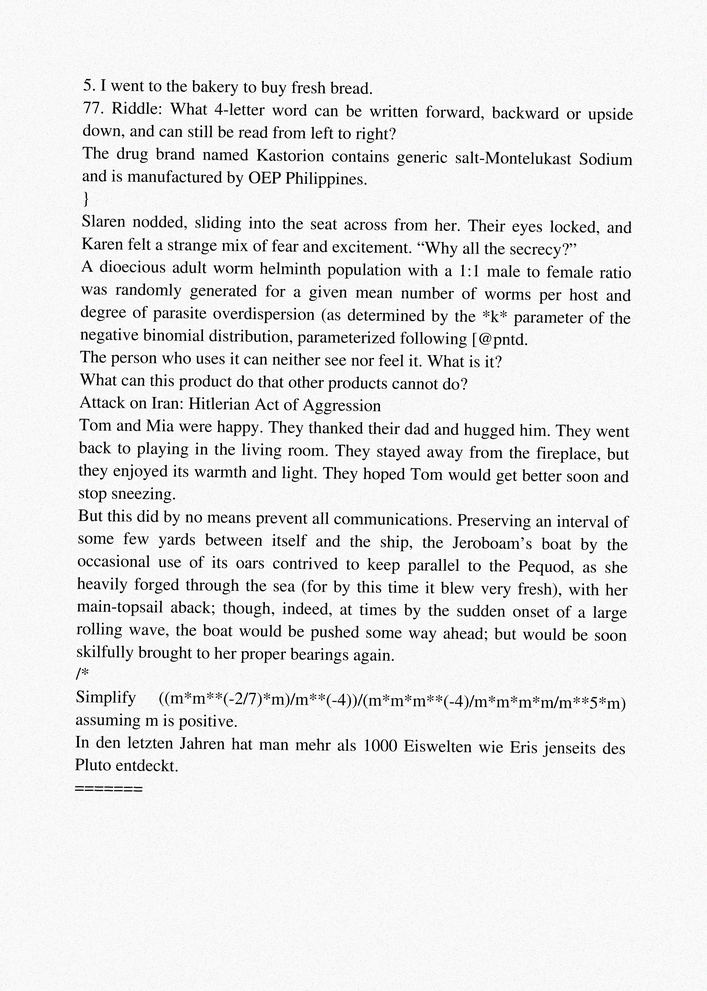 5. I went to the bakery to buy fresh bread.
77. Riddle: What 4-letter word can be written forward, backward or upside
down, and can still be read from left to right?
The drug brand named Kastorion contains generic salt-Montelukast Sodium
and is manufactured by OEP Philippines.
}
Slaren nodded, sliding into the seat across from her. Their eyes locked, and
Karen felt a strange mix of fear and excitement. “Why all the secrecy?”
A dioecious adult worm helminth population with a 1:1 male to female ratio
was randomly generated for a given mean number of worms per host and
degree of parasite overdispersion (as determined by the *k* parameter of the
negative binomial distribution, parameterized following [@pntd.
The person who uses it can neither see nor feel it. What is it?
What can this product do that other products cannot do?
Attack on Iran: Hitlerian Act of Aggression
Tom and Mia were happy. They thanked their dad and hugged him. They went
back to playing in the living room. They stayed away from the fireplace, but
they enjoyed its warmth and light. They hoped Tom would get better soon and
stop sneezing.
But this did by no means prevent all communications. Preserving an interval of
some few yards between itself and the ship, the Jeroboam’s boat by the
occasional use of its oars contrived to keep parallel to the Pequod, as she
heavily forged through the sea (for by this time it blew very fresh), with her
main-topsail aback; though, indeed, at times by the sudden onset of a large
rolling wave, the boat would be pushed some way ahead; but would be soon
skilfully brought to her proper bearings again.
/*
Simplify ((m*m**(-2/7)*m)/m**(-4))/(m*m*m**(-4)/m*m*m*m/m**5*m)
assuming m is positive.
In den letzten Jahren hat man mehr als 1000 Eiswelten wie Eris jenseits des
Pluto entdeckt.
=======